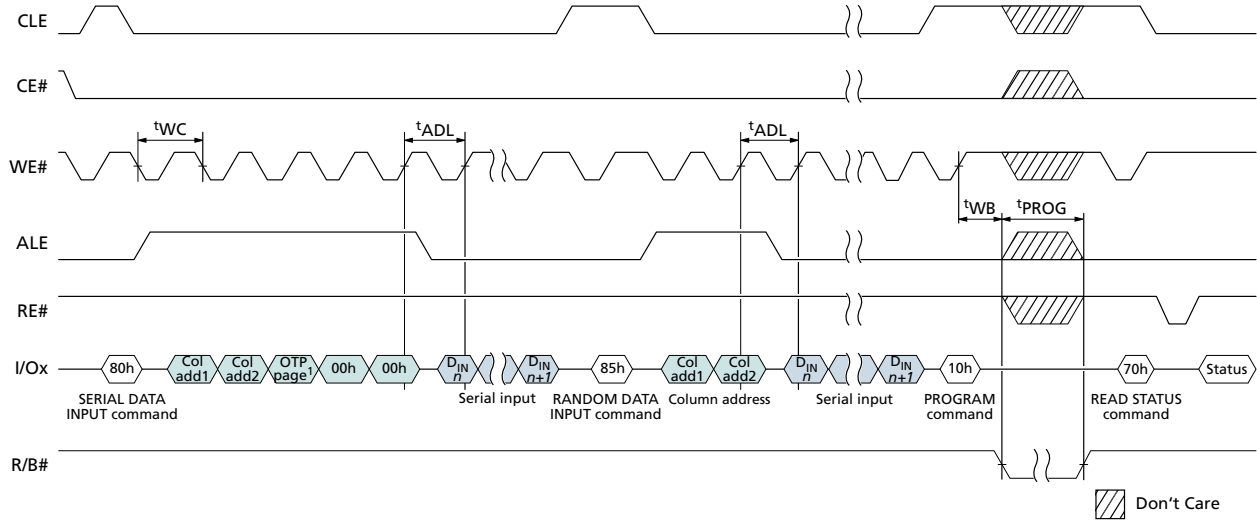 CLE
CE#
tWC
tADL
tADL
WE#
tWB
tPROG
ALE
RE#
I/Ox
80h
Col add1
Col add2
OTP page1
00h
00h
DIN n
DIN n+1
85h
Col add1
Col add2
DIN n
DIN n+1
10h
70h
Status
SERIAL DATA
INPUT command
Serial input
RANDOM DATA
INPUT command
Column address
Serial input
PROGRAM
command
READ STATUS
command
R/B#
Don't Care